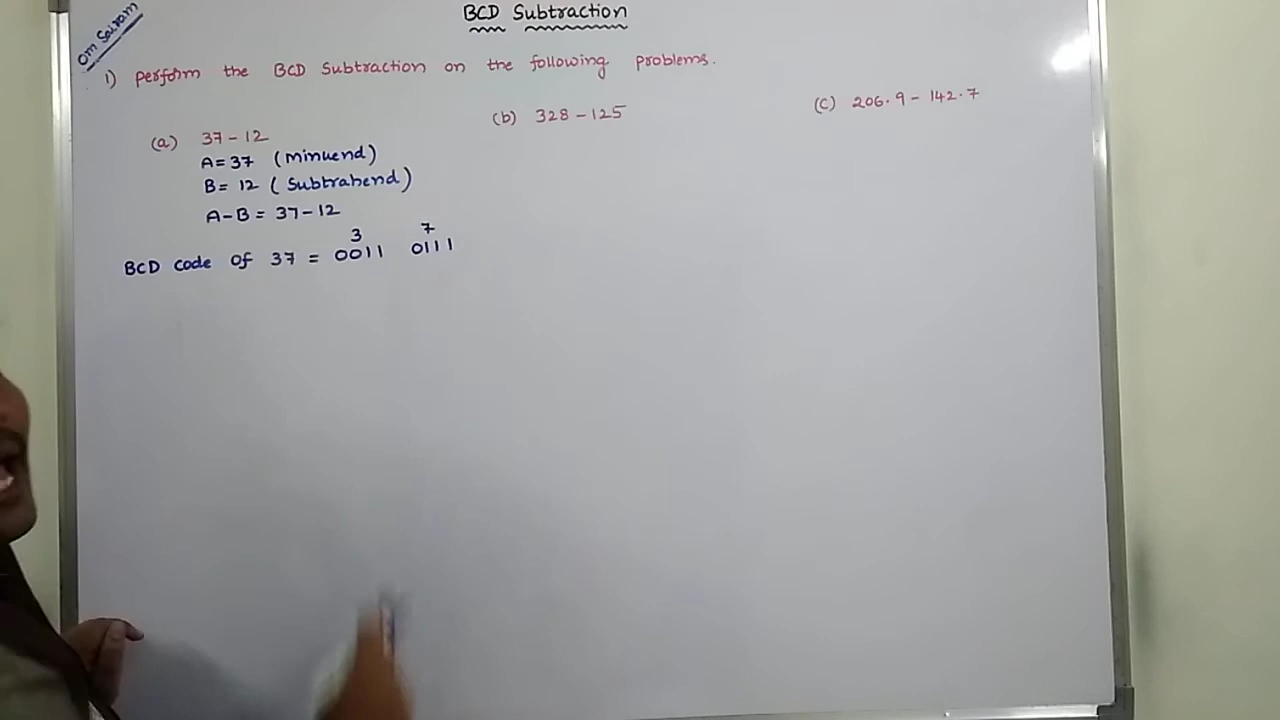 Om Sairam
BCD Subtraction
1) Perform the BCD Subtraction on the following problems.
(a) 37-12
(b) 328-125
(c) 206.9-142.7
A=37 (minuend)
B= 12 (Subtrahend)
A-B = 37-12
3 7
BCD code of 37 = 0011 0111